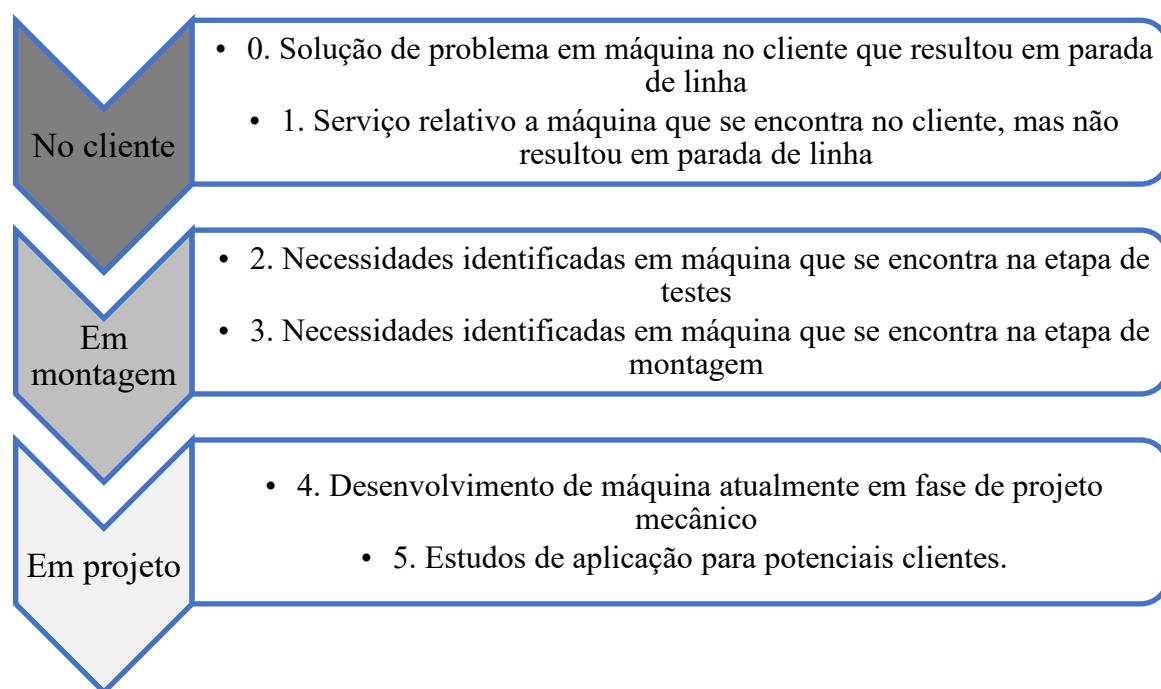 No cliente
• 0. Solução de problema em máquina no cliente que resultou em parada
de linha
• 1. Serviço relativo a máquina que se encontra no cliente, mas não
resultou em parada de linha
Em
montagem
• 2. Necessidades identificadas em máquina que se encontra na etapa de
testes
• 3. Necessidades identificadas em máquina que se encontra na etapa de
montagem
Em projeto
• 4. Desenvolvimento de máquina atualmente em fase de projeto
mecânico
• 5. Estudos de aplicação para potenciais clientes.